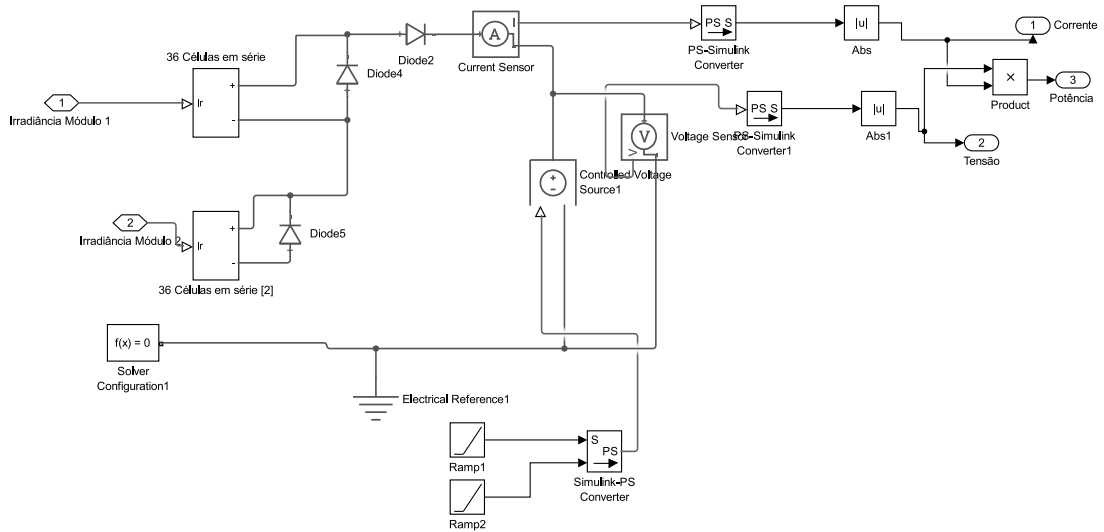 36 Células em série
Ir
+
-
1
Irradiância Módulo 1
Diode4
Diode2
A
I
Current Sensor
PS S
PS-Simulink
Converter
|u|
Abs
1
Corrente
×
Product
3
Potência
PS S
PS-Simulink
Converter1
|u|
Abs1
2
Tensão
V
V
Voltage Sensor
+
-
Controlled Voltage
Source1
2
Irradiância Módulo 2
Ir
+
-
36 Células em série [2]
Diode5
f(x) = 0
Solver
Configuration1
Electrical Reference1
Ramp1
Ramp2
S
PS
Simulink-PS
Converter